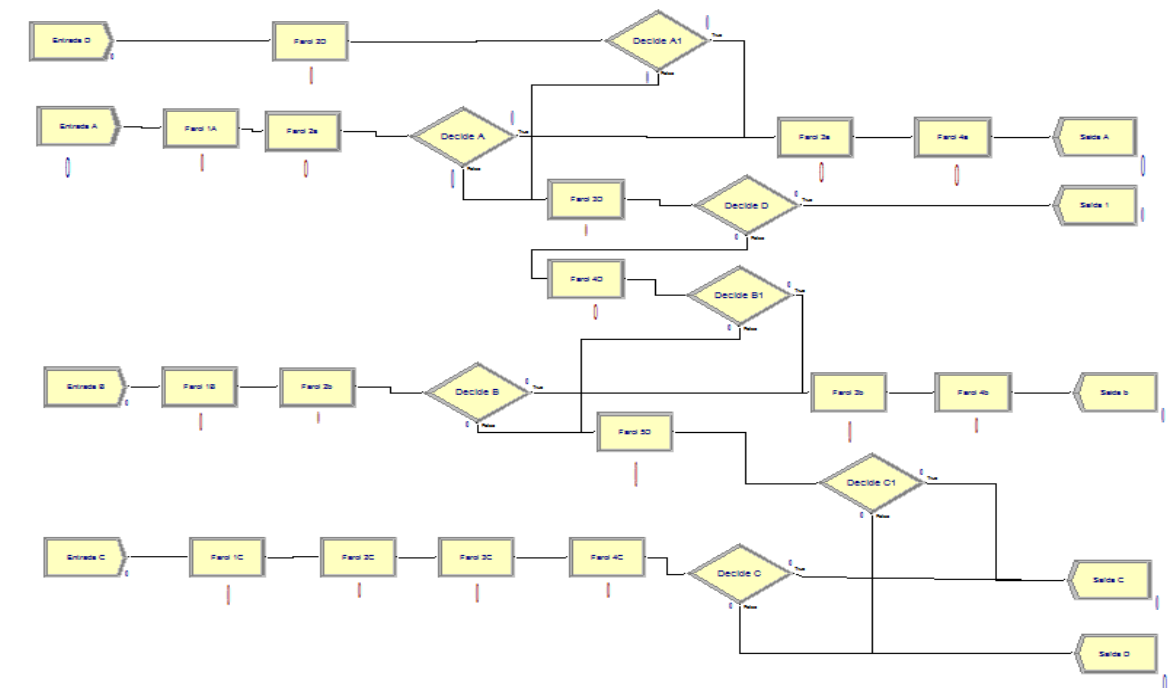 Entrada D
Farol 2D
Decide A1
True
False
Entrada A
Farol 1A
Farol 2a
Decide A
True
False
Farol 3a
Farol 4a
Saida A
Farol 3D
Decide D
True
False
Saida 1
Farol 4D
Decide B1
True
False
Entrada B
Farol 1B
Farol 2b
Decide B
True
False
Farol 3b
Farol 4b
Saida b
Farol 5D
Decide C1
True
False
Entrada C
Farol 1C
Farol 2C
Farol 3C
Farol 4C
Decide C
True
False
Saida C
Saida D